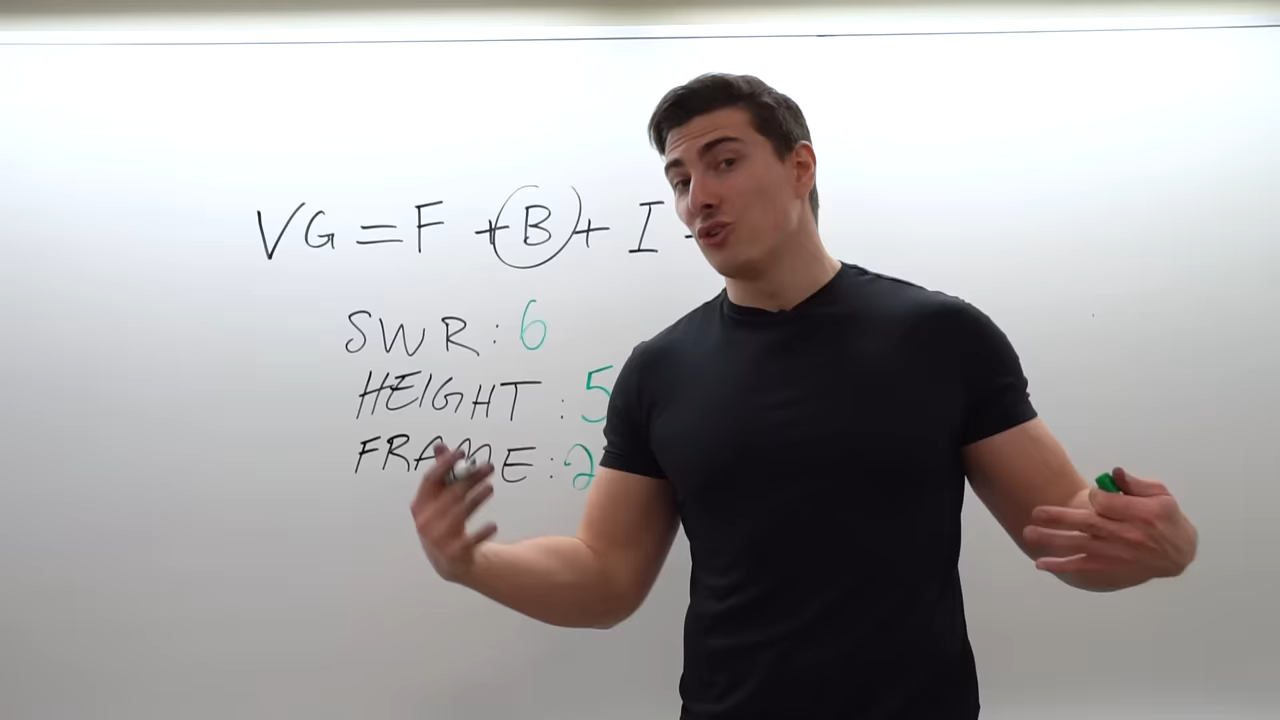 VG = F + B + I -
SWR: 6
HEIGHT : 5
FRAME : 2